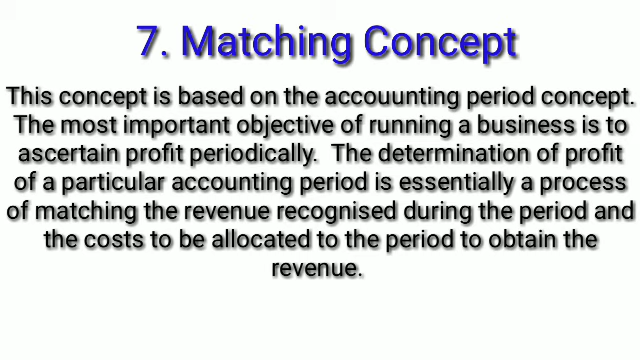 7. Matching Concept
This concept is based on the accouunting period concept.
The most important objective of running a business is to
ascertain profit periodically. The determination of profit
of a particular accounting period is essentially a process
of matching the revenue recognised during the period and
the costs to be allocated to the period to obtain the
revenue.